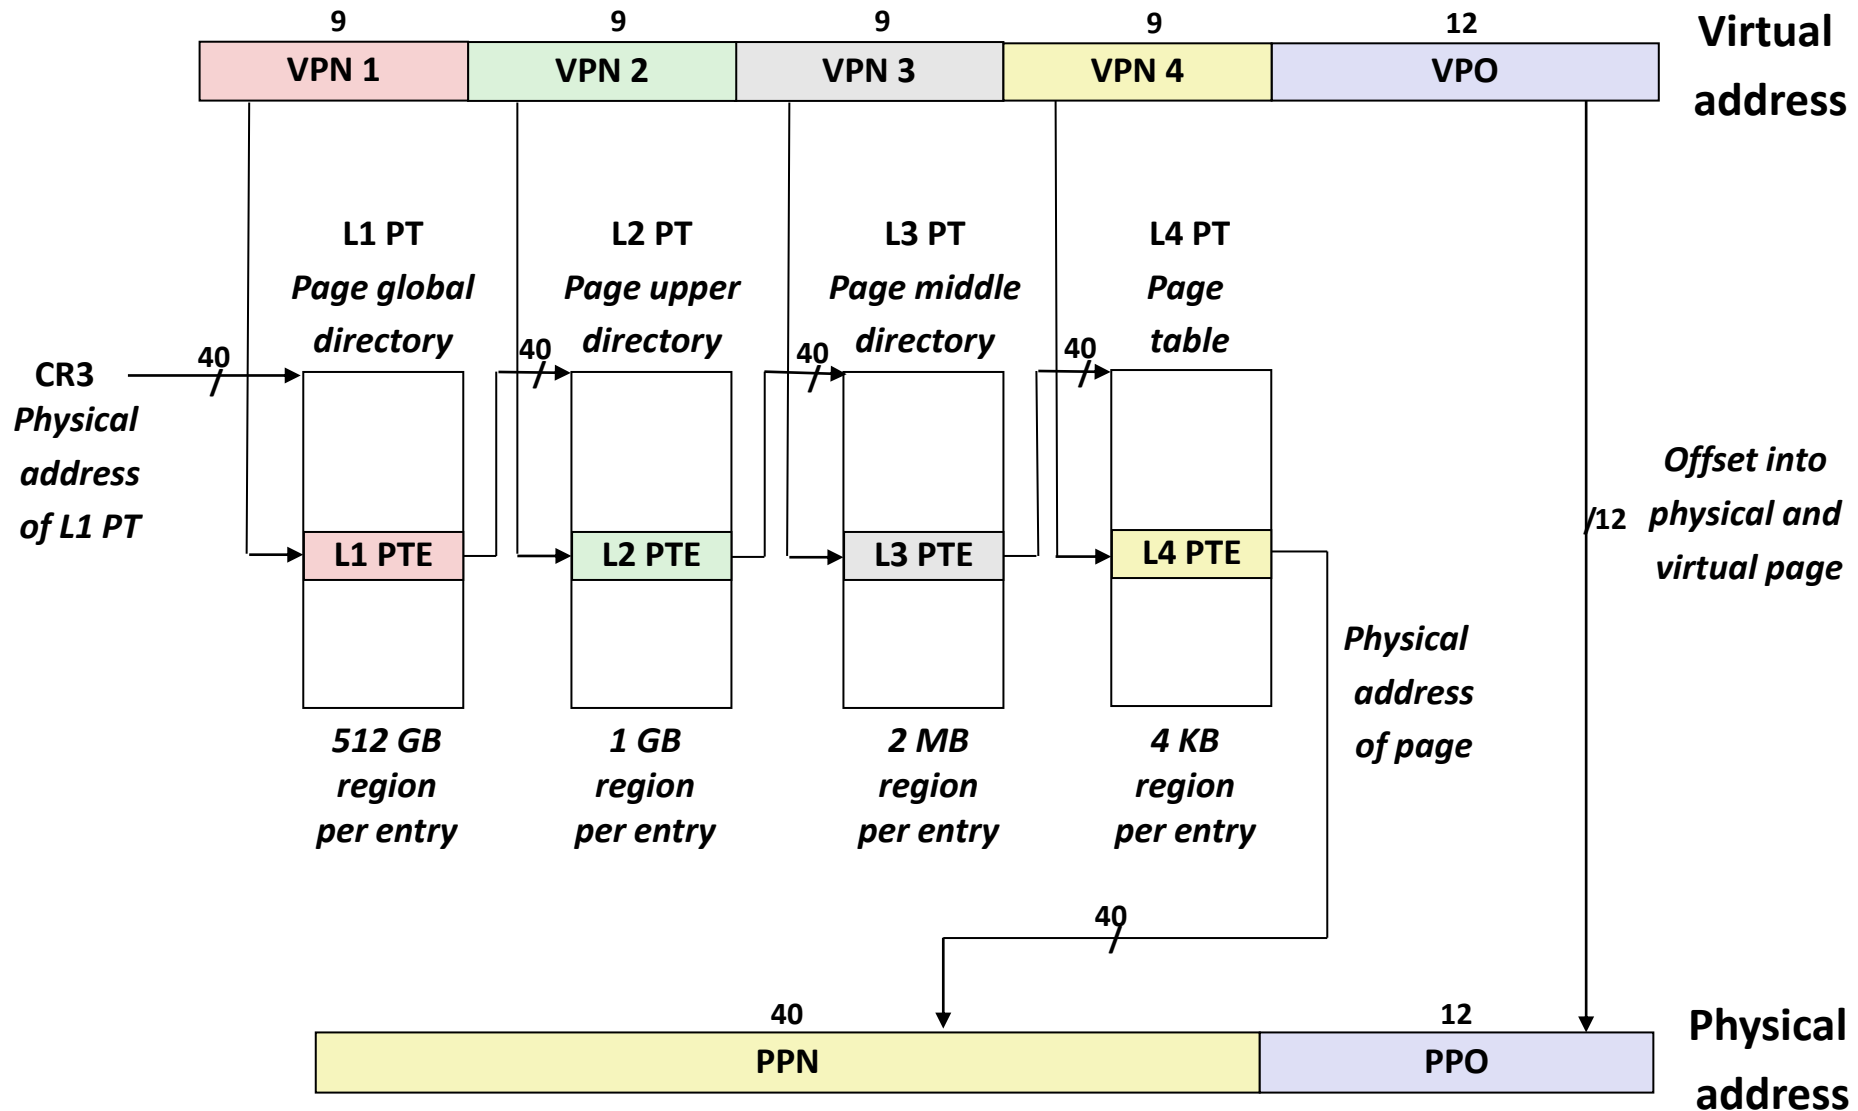 9
9
9
9
12
Virtual
address
VPN 1
VPN 2
VPN 3
VPN 4
VPO
L1 PT
Page global
directory
L2 PT
Page upper
directory
L3 PT
Page middle
directory
L4 PT
Page
table
CR3
Physical
address
of L1 PT
40
40
40
40
L1 PTE
L2 PTE
L3 PTE
L4 PTE
/12
Offset into
physical and
virtual page
512 GB
region
per entry
1 GB
region
per entry
2 MB
region
per entry
4 KB
region
per entry
Physical
address
of page
40
40
12
PPN
PPO
Physical
address